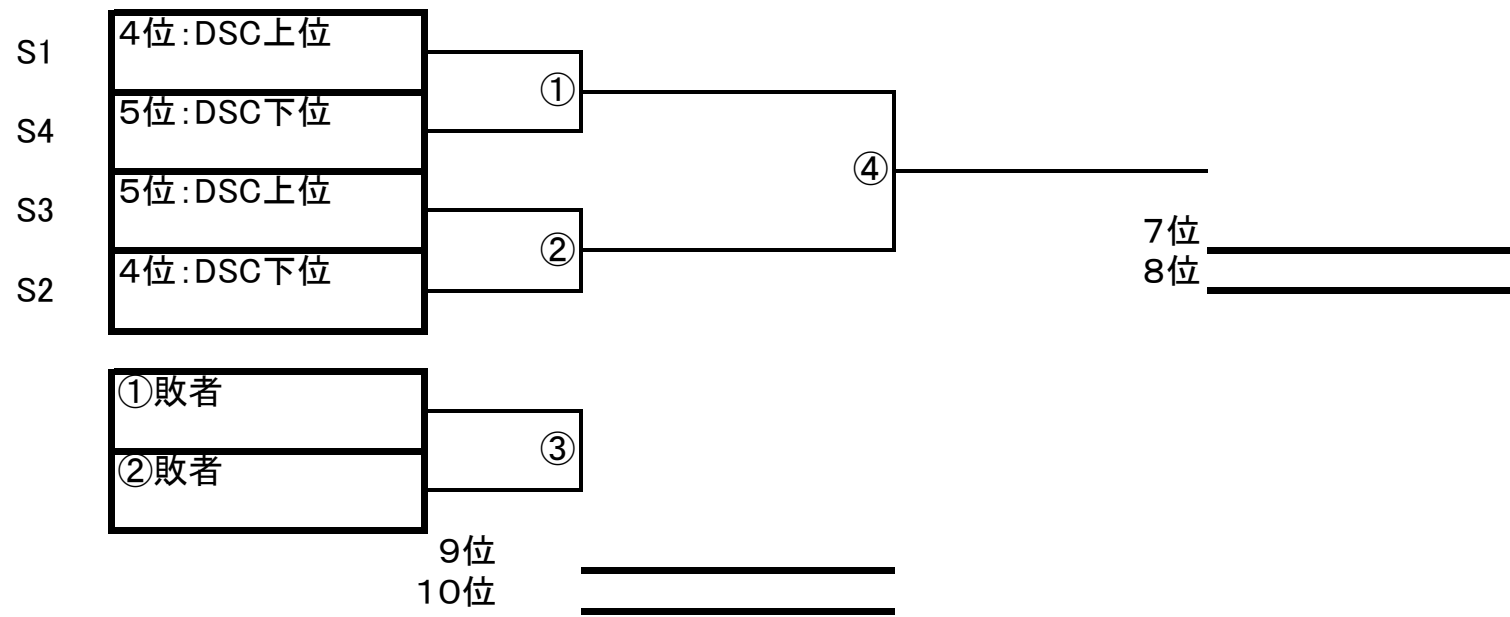 S1
４位:DSC上位
①
S4
５位:DSC下位
④
S3
５位:DSC上位
②
S2
４位:DSC下位
７位
８位
①敗者
③
②敗者
９位
１０位